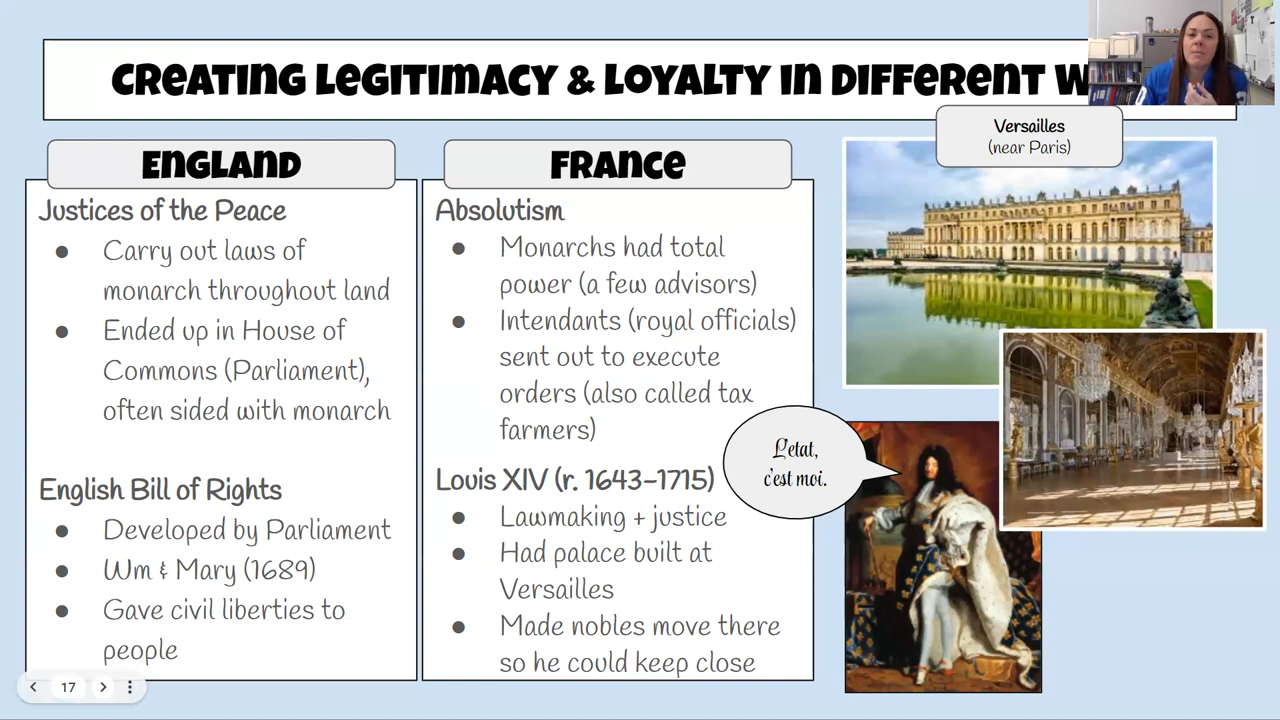 Creating Legitimacy & Loyalty in Different W
England
Justices of the Peace
● Carry out laws of
monarch throughout land
● Ended up in House of
Commons (Parliament),
often sided with monarch
English Bill of Rights
● Developed by Parliament
● Wm & Mary (1689)
● Gave civil liberties to
people
France
Absolutism
● Monarchs had total
power (a few advisors)
● Intendants (royal officials)
sent out to execute
orders (also called tax
farmers)
Louis XIV (r. 1643-1715)
● Lawmaking + justice
● Had palace built at
Versailles
● Made nobles move there
so he could keep close
Versailles
(near Paris)
L'etat,
c'est moi.
17